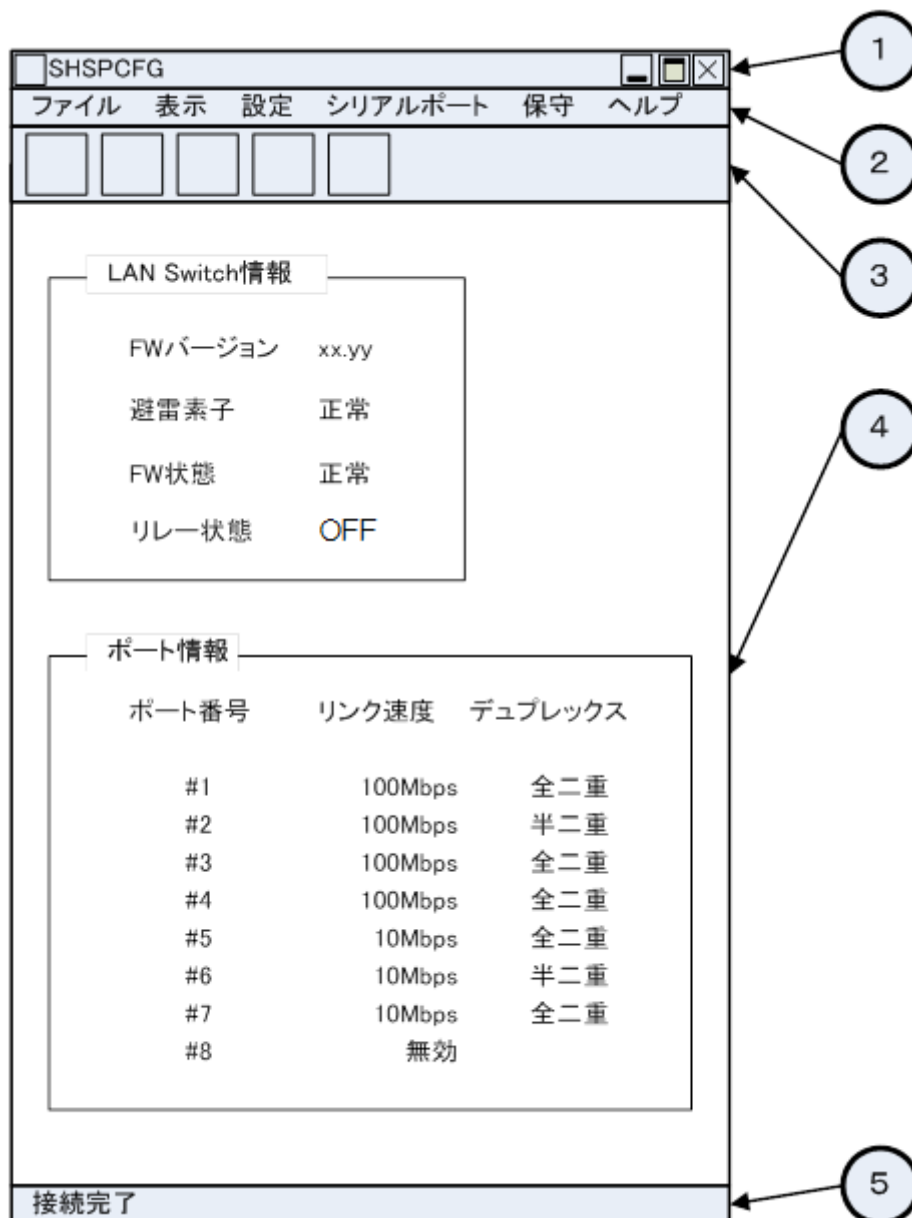 SHSPCFG
ファイル 表示 設定 シリアルポート 保守 ヘルプ
LAN Switch情報
FWバージョン xx.yy
避雷素子 正常
FW状態 正常
リレー状態 OFF
ポート情報
ポート番号 リンク速度 デュプレックス
#1 100Mbps 全二重
#2 100Mbps 半二重
#3 100Mbps 全二重
#4 100Mbps 全二重
#5 10Mbps 全二重
#6 10Mbps 半二重
#7 10Mbps 全二重
#8 無効
接続完了
1
2
3
4
5